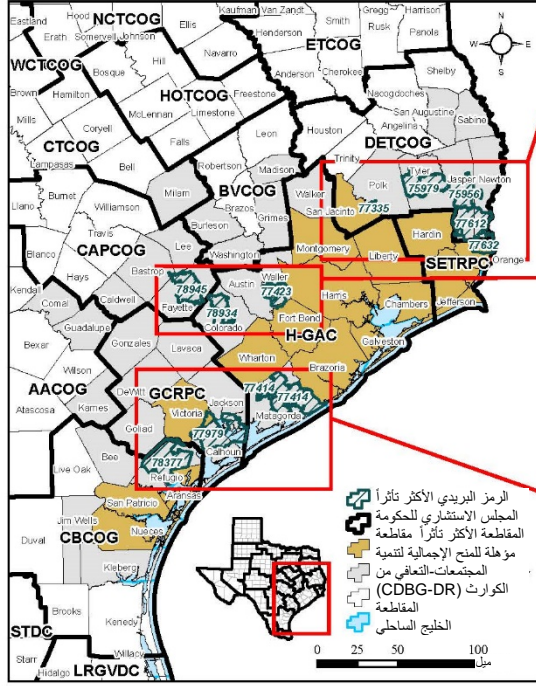 Hood
Johnson
Ellis
Kaufman
Van Zandt
Gregg
Harrison
Eastland
NCTCOG
Smith
Rusk
Panola
Erath
Somervell
Henderson
ETCOG
Navarro
Hill
Anderson
Cherokee
Shelby
WCTCOG
Bosque
Brown
Hamilton
HOTCOG
Freestone
Nacogdoches
McLennan
Limestone
San Augustine
Mills
Coryell
Leon
Houston
Angelina
Sabine
CTCOG
Falls
DETCOG
Lampasas
Bell
Robertson
Madison
Trinity
Tyler
Jasper
Newton
Milam
BVCOG
Walker
Polk
75979
75956
Llano
Burnet
Williamson
Brazos
Grimes
77335
San Jacinto
77612
Burleson
Hardin
Travis
Washington
Montgomery
77632
CAPCOG
Lee
Liberty
SETRPC
Orange
Hays
Bastrop
Waller
Austin
78945
77423
Kendall
Comal
Caldwell
Fayette
78934
Harris
Chambers
Jefferson
Colorado
Fort Bend
Guadalupe
H-GAC
Galveston
Bexar
Gonzales
Lavaca
Wharton
Brazoria
Wilson
AACOG
DeWitt
GCRPC
77414
77414
Atascosa
Karnes
Victoria
Jackson
Matagorda
Goliad
77979
Bee
Calhoun
Live Oak
78377
Refugio
San Patricio
Aransas
Jim Wells
Nueces
Duval
CBCOG
Kleberg
Brooks
Kenedy
STDC
Starr
Willacy
Hidalgo
LRGVDC
N
W
E
S
الرمز البريدي الأكثر تأثراً
المجلس الاستشاري للحكومة
المقاطعة الأكثر تأثراً مقاطعة
مؤهلة للمنح الإجمالية لتنمية
المجتمعات-التعافي من
الكوارث (CDBG-DR)
المقاطعة
الخليج الساحلي
0 25 50 100
ميل